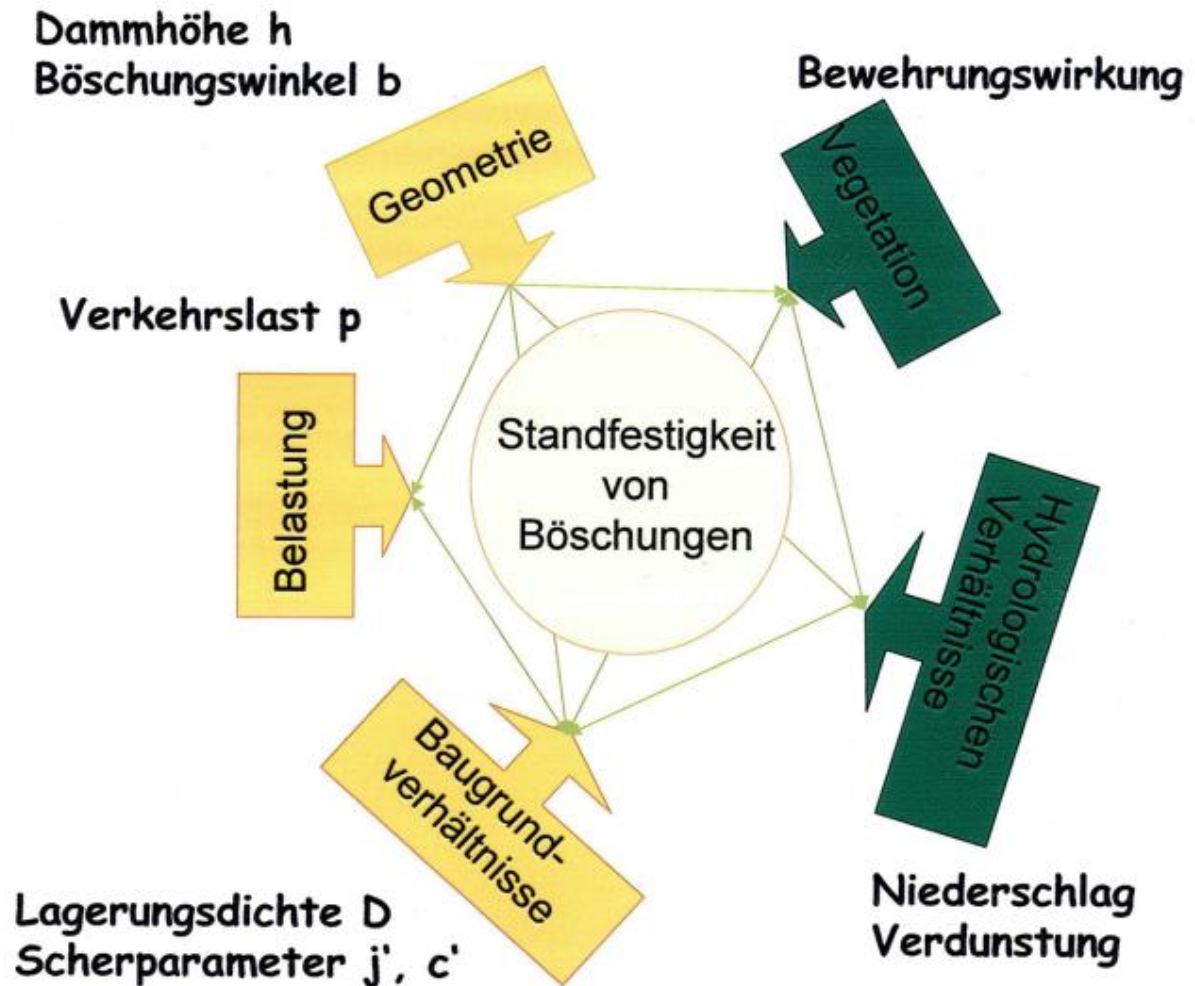 Dammhöhe h
Böschungswinkel b
Bewehrungswirkung
Geometrie
Vegetation
Verkehrslast p
Belastung
Standfestigkeit
von
Böschungen
Hydrologischen
Verhältnisse
Baugrund-
verhältnisse
Lagerungsdichte D
Scherparameter j', c'
Niederschlag
Verdunstung